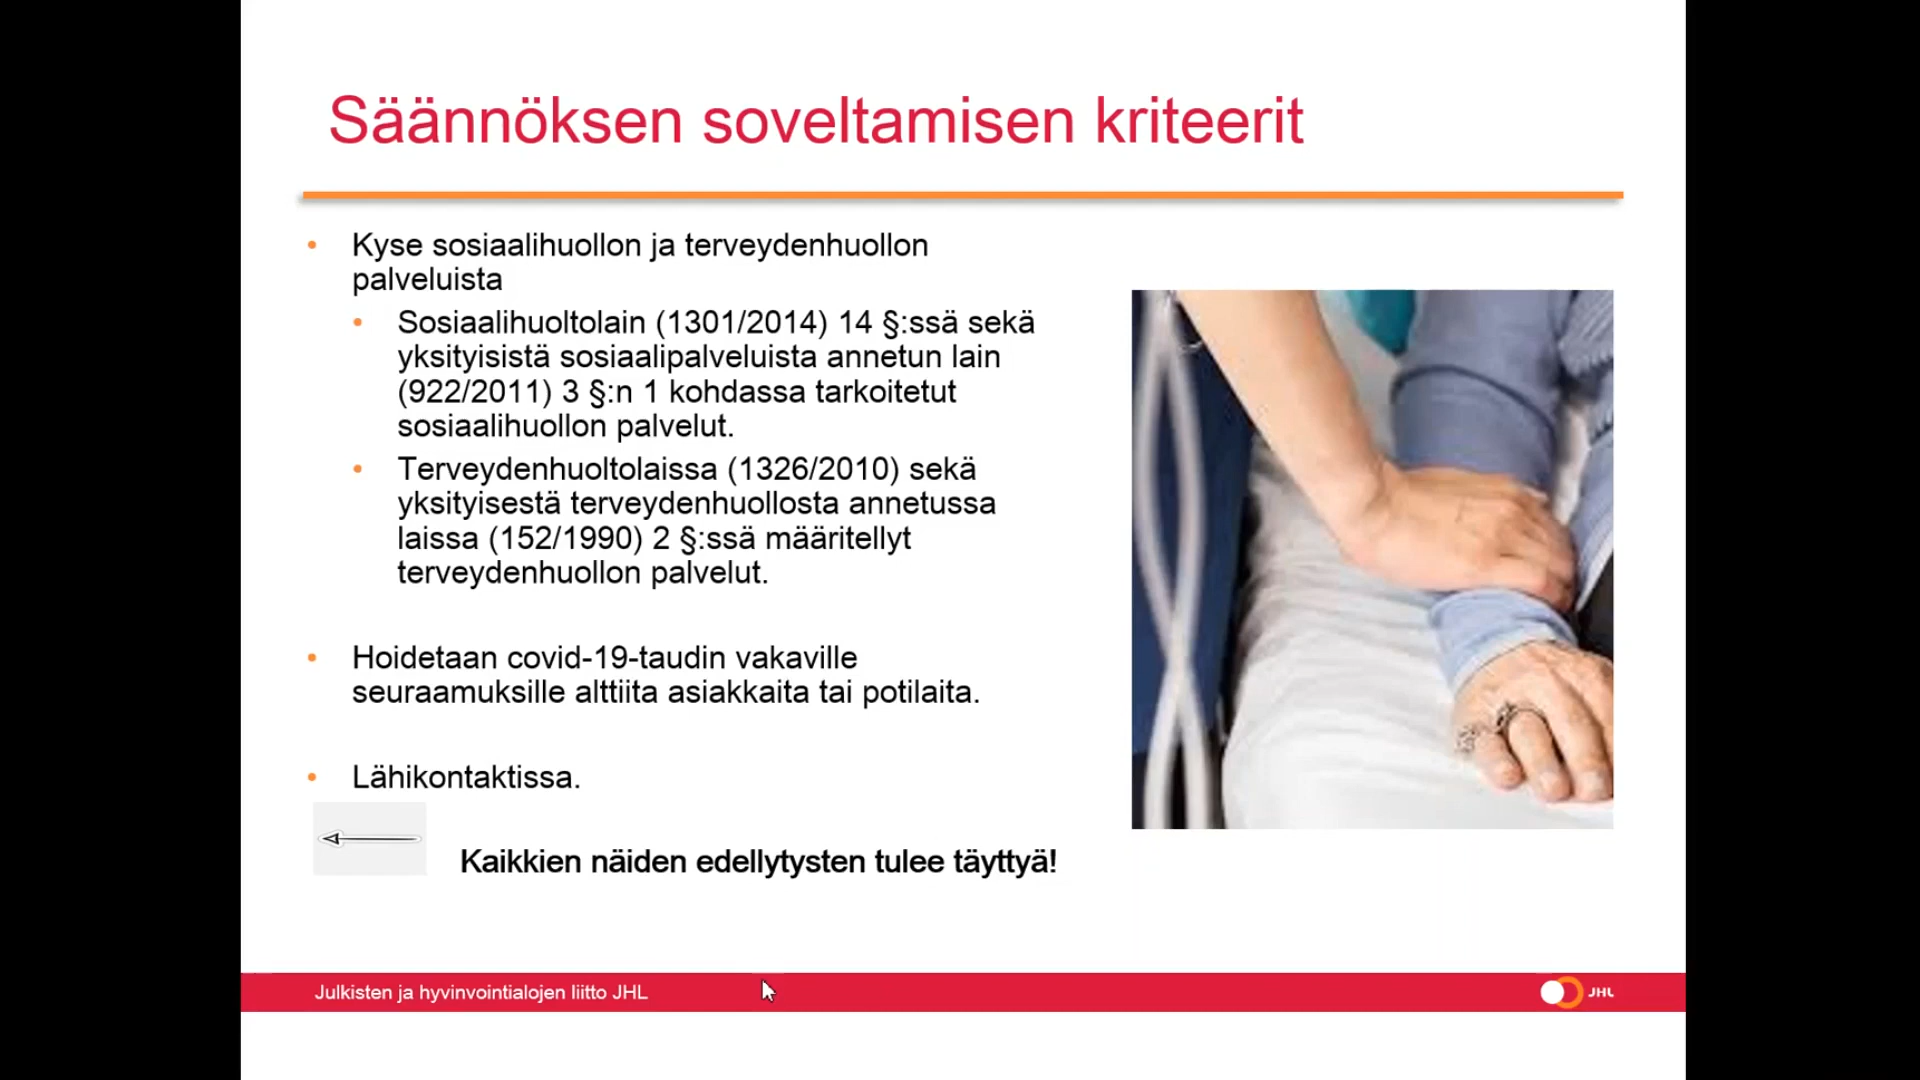 Säännöksen soveltamisen kriteerit
• Kyse sosiaalihuollon ja terveydenhuollon
palveluista
• Sosiaalihuoltolain (1301/2014) 14 §:ssä sekä
yksityisistä sosiaalipalveluista annetun lain
(922/2011) 3 §:n 1 kohdassa tarkoitetut
sosiaalihuollon palvelut.
• Terveydenhuoltolaissa (1326/2010) sekä
yksityisestä terveydenhuollosta annetussa
laissa (152/1990) 2 §:ssä määritellyt
terveydenhuollon palvelut.
• Hoidetaan covid-19-taudin vakaville
seuraamuksille alttiita asiakkaita tai potilaita.
• Lähikontaktissa.
Kaikkien näiden edellytysten tulee täyttyä!
Julkisten ja hyvinvointialojen liitto JHL
JHL